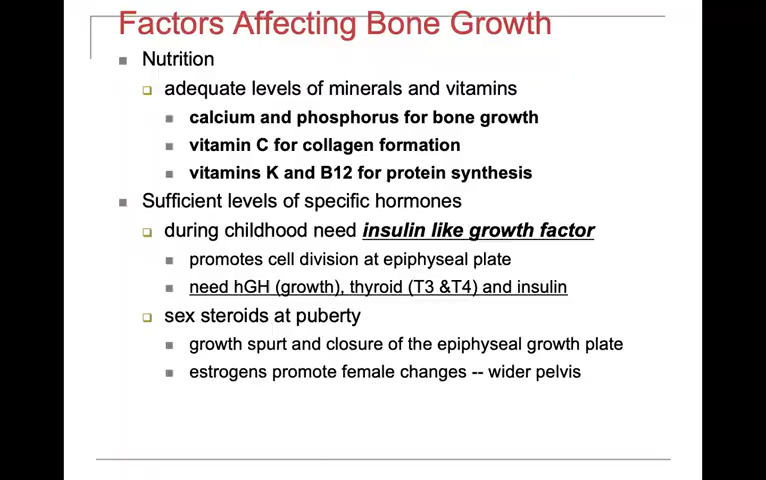 Factors Affecting Bone Growth
Nutrition
adequate levels of minerals and vitamins
calcium and phosphorus for bone growth
vitamin C for collagen formation
vitamins K and B12 for protein synthesis
Sufficient levels of specific hormones
during childhood need insulin like growth factor
promotes cell division at epiphyseal plate
need hGH (growth), thyroid (T3 &T4) and insulin
sex steroids at puberty
growth spurt and closure of the epiphyseal growth plate
estrogens promote female changes -- wider pelvis